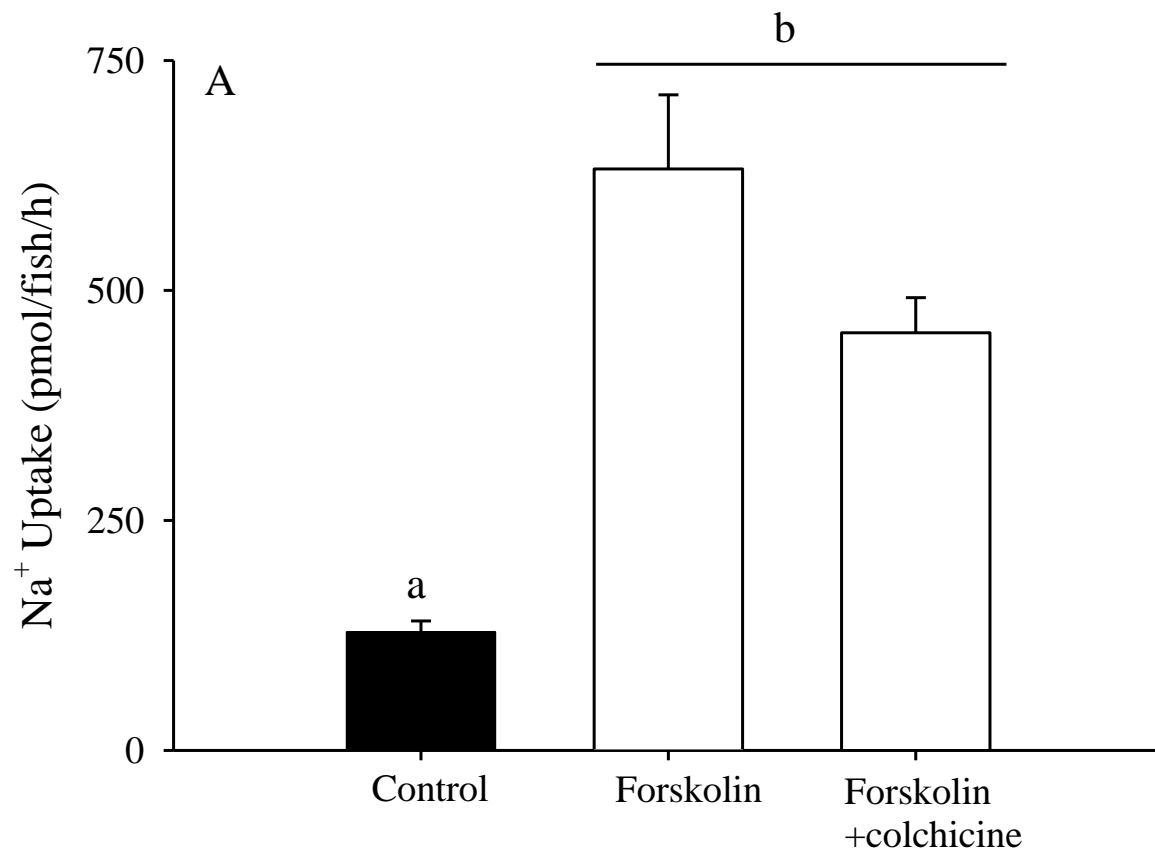 b
750
A
500
250
0
Na+ Uptake (pmol/fish/h)
a
Control
Forskolin
Forskolin
+colchicine